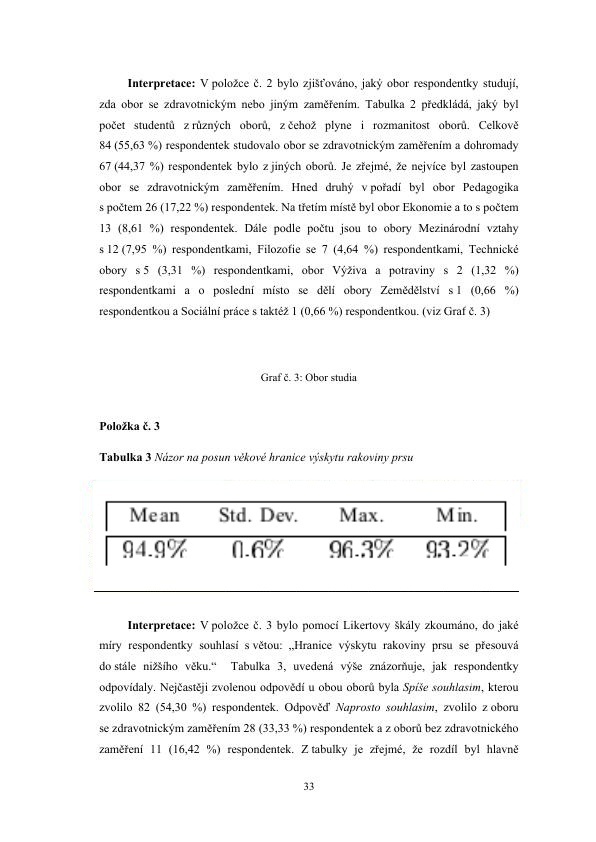 Interpretace: V položce č. 2 bylo zjišťováno, jaký obor respondentky studují,
zda obor se zdravotnickým nebo jiným zaměřením. Tabulka 2 předkládá, jaký byl
počet studentů z různých oborů, z čehož plyne i rozmanitost oborů. Celkově
84 (55,63 %) respondentek studovalo obor se zdravotnickým zaměřením a dohromady
67 (44,37 %) respondentek bylo z jiných oborů. Je zřejmé, že nejvíce byl zastoupen
obor se zdravotnickým zaměřením. Hned druhý v pořadí byl obor Pedagogika
s počtem 26 (17,22 %) respondentek. Na třetím místě byl obor Ekonomie a to s počtem
13 (8,61 %) respondentek. Dále podle počtu jsou to obory Mezinárodní vztahy
s 12 (7,95 %) respondentkami, Filozofie se 7 (4,64 %) respondentkami, Technické
obory s 5 (3,31 %) respondentkami, obor Výživa a potraviny s 2 (1,32 %)
respondentkami a o poslední místo se dělí obory Zemědělství s 1 (0,66 %)
respondentkou a Sociální práce s taktéž 1 (0,66 %) respondentkou. (viz Graf č. 3)
Graf č. 3: Obor studia
Položka č. 3
Tabulka 3 Názor na posun věkové hranice výskytu rakoviny prsu
Mean Std. Dev. Max. Min.
94.9% 0.6% 96.3% 93.2%
Interpretace: V položce č. 3 bylo pomocí Likertovy škály zkoumáno, do jaké
míry respondentky souhlasí s větou: „Hranice výskytu rakoviny prsu se přesouvá
do stále nižšího věku.“ Tabulka 3, uvedená výše znázorňuje, jak respondentky
odpovídaly. Nejčastěji zvolenou odpovědí u obou oborů byla Spíše souhlasim, kterou
zvolilo 82 (54,30 %) respondentek. Odpověď Naprosto souhlasim, zvolilo z oboru
se zdravotnickým zaměřením 28 (33,33 %) respondentek a z oborů bez zdravotnického
zaměření 11 (16,42 %) respondentek. Z tabulky je zřejmé, že rozdíl byl hlavně
33